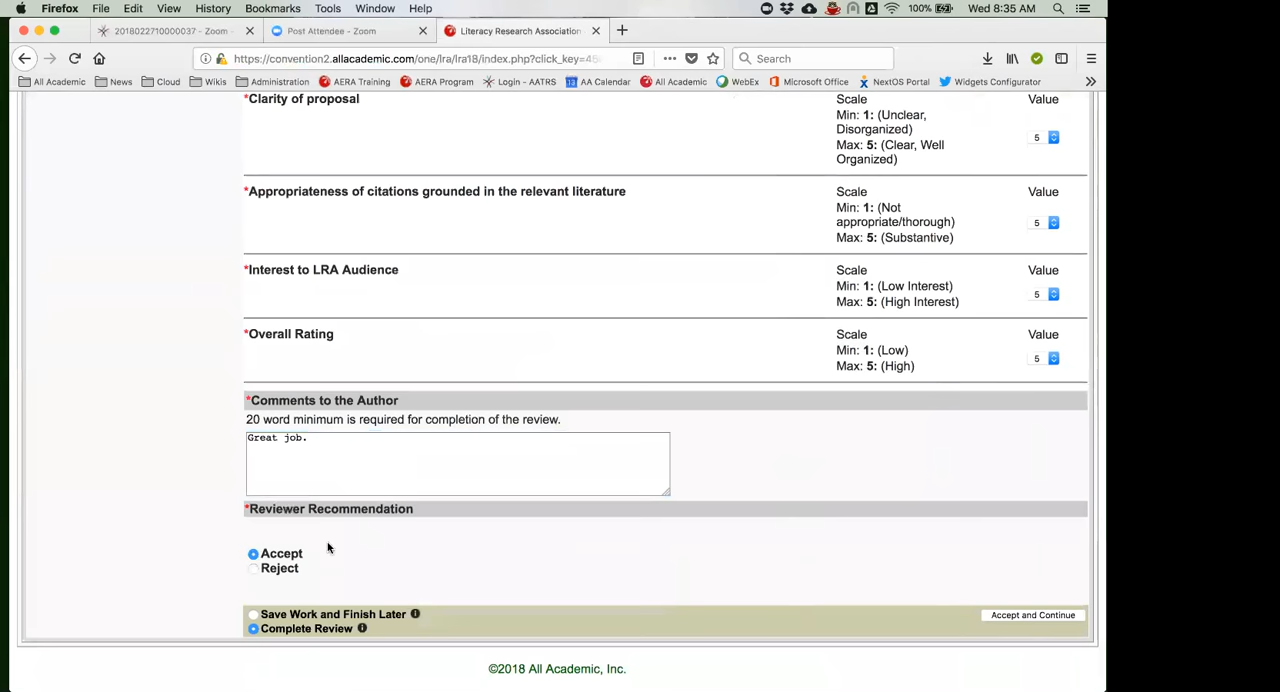 Firefox File Edit View History Bookmarks Tools Window Help 100% Wed 8:35 AM
2018022710000037 - Zoom Post Attendee - Zoom Literacy Research Association
https://convention2.allacademic.com/one/lra/lra18/index.php?click_key=45 Search
All Academic News Cloud Wikis Administration AERA Training AERA Program Login - AATRS AA Calendar All Academic WebEx Microsoft Office NextOS Portal Widgets Configurator
*Clarity of proposal Scale Value
Min: 1: (Unclear,
Disorganized)
5
Max: 5: (Clear, Well
Organized)
*Appropriateness of citations grounded in the relevant literature Scale Value
Min: 1: (Not
appropriate/thorough) 5
Max: 5: (Substantive)
*Interest to LRA Audience Scale Value
Min: 1: (Low Interest) 5
Max: 5: (High Interest)
*Overall Rating Scale Value
Min: 1: (Low) 5
Max: 5: (High)
*Comments to the Author
20 word minimum is required for completion of the review.
Great job.
*Reviewer Recommendation
Accept
Reject
Save Work and Finish Later Accept and Continue
Complete Review
©2018 All Academic, Inc.